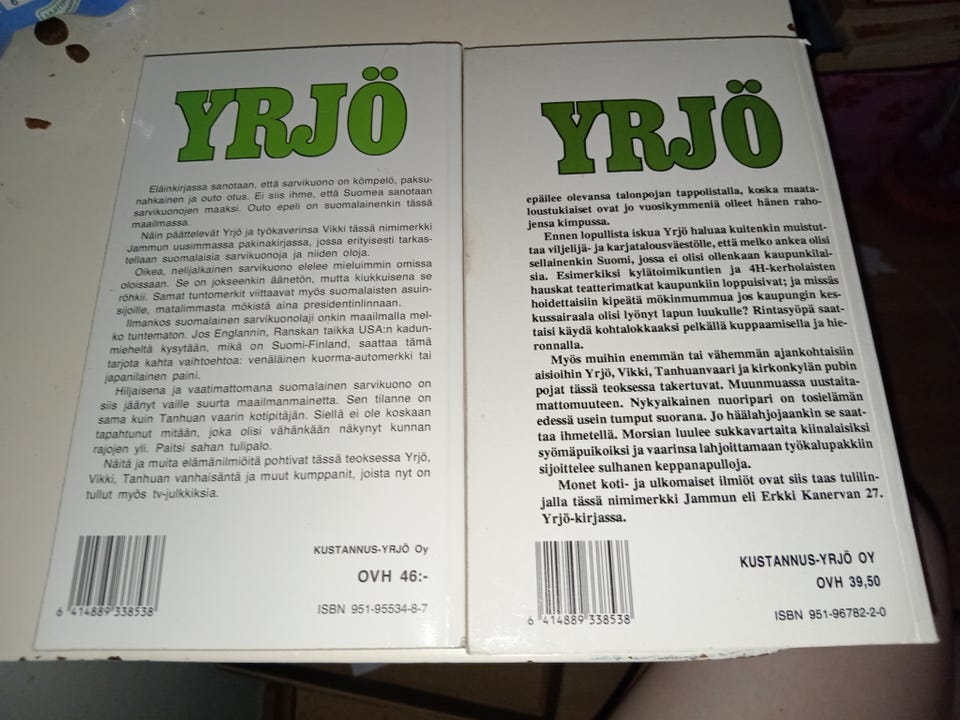 YRJÖ
Eläinkirjassa sanotaan, että sarvikuono on kömpelö, paksu-
nahkainen ja outo otus. Ei siis ihme, että Suomea sanotaan
sarvikuonojen maaksi. Outo epeli on suomalainenkin tässä
maailmassa.
Näin päättelevät Yrjö ja työkaverinsa Vikki tässä nimimerkki
Jammun uusimmassa pakinakirjassa, jossa erityisesti tarkas-
tellaan suomalaisia sarvikuonoja ja niiden oloja.
Oikea, nelijalkainen sarvikuono elelee mieluimmin omissa
oloissaan. Se on jokseenkin äänetön, mutta kiukkuisena se
röhkii. Samat tuntomerkit viittaavat myös suomalaisten asuin-
sijoille, matalimmasta mökistä aina presidentinlinnaan.
Ilmankos suomalainen sarvikuonolaji onkin maailmalla mel-
ko tuntematon. Jos Englannin, Ranskan taikka USA:n kadun-
mieheltä kysytään, mikä on Suomi-Finland, saattaa tämä
tarjota kahta vaihtoehtoa: venäläinen kuorma-automerkki tai
japanilainen paini.
Hiljaisena ja vaatimattomana suomalainen sarvikuono on
siis jäänyt vaille suurta maailmanmainetta. Sen tilanne on
sama kuin Tanhuan vaarin kotipitäjän. Siellä ei ole koskaan
tapahtunut mitään, joka olisi vähänkään näkynyt kunnan
rajojen yli. Paitsi sahan tulipalo.
Näitä ja muita elämänilmiöitä pohtivat tässä teoksessa Yrjö,
Vikki, Tanhuan vanhaisäntä ja muut kumppanit, joista nyt on
tullut myös tv-julkkiksia.
KUSTANNUS-YRJÖ Oy
OVH 46:-
6 414889 338538
ISBN 951-95534-8-7
YRJÖ
epäilee olevansa talonpojan tappolistalla, koska maata-
loustukiaiset ovat jo vuosikymmeniä olleet hänen raho-
jensa kimpussa.
Ennen lopullista iskua Yrjö haluaa kuitenkin muistut-
taa viljelijä- ja karjatalousväestölle, että melko ankea olisi
sellainenkin Suomi, jossa ei olisi ollenkaan kaupunkilai-
sia. Esimerkiksi kylätoimikuntien ja 4H-kerholaisten
hauskat teatterimatkat kaupunkiin loppuisivat; ja missäs
hoidettaisiin kipeätä mökinmummua jos kaupungin kes-
kussairaala olisi lyönyt lapun luukulle? Rintasyöpä saat-
taisi käydä kohtalokkaaksi pelkällä kuppaamisella ja hie-
ronnalla.
Myös muihin enemmän tai vähemmän ajankohtaisiin
aisioihin Yrjö, Vikki, Tanhuanvaari ja kirkonkylän pubin
pojat tässä teoksessa takertuvat. Muunmuassa uustaita-
mattomuuteen. Nykyaikainen nuoripari on tosielämän
edessä usein tumput suorana. Jo häälahjojaankin se saat-
taa ihmetellä. Morsian luulee sukkavartaita kiinalaisiksi
syömäpuikoiksi ja vaarinsa lahjoittamaan työkalupakkiin
sijoittelee sulhanen keppanapulloja.
Monet koti- ja ulkomaiset ilmiöt ovat siis taas tulilin-
jalla tässä nimimerkki Jammun eli Erkki Kanervan 27.
Yrjö-kirjassa.
KUSTANNUS-YRJÖ OY
OVH 39,50
6 414889 338538
ISBN 951-96782-2-0